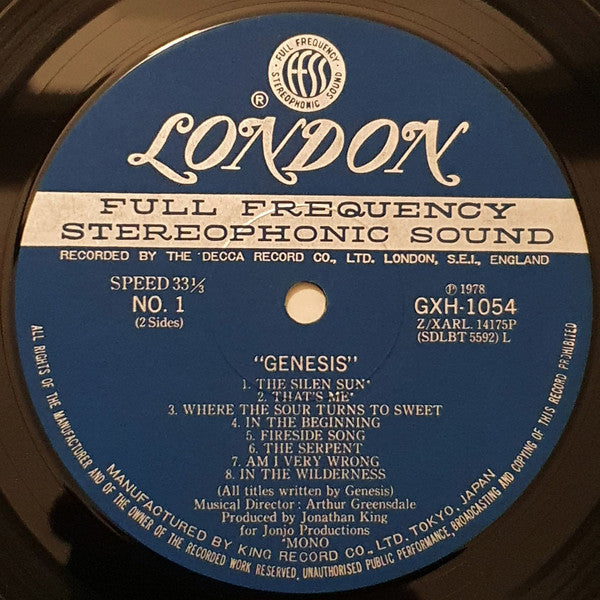 FULL FREQUENCY
ffss
STEREOPHONIC SOUND
®
LONDON
FULL FREQUENCY
STEREOPHONIC SOUND
RECORDED BY THE DECCA RECORD CO., LTD. LONDON, S.E.I., ENGLAND
SPEED 33⅓
NO. 1
(2 Sides)
℗ 1978
GXH-1054
Z/XARL. 14175P
(SDLBT 5592) L
"GENESIS"
1. THE SILEN SUN*
2. THAT'S ME*
3. WHERE THE SOUR TURNS TO SWEET
4. IN THE BEGINNING
5. FIRESIDE SONG
6. THE SERPENT
7. AM I VERY WRONG
8. IN THE WILDERNESS
(All titles written by Genesis)
Musical Director : Arthur Greensdale
Produced by Jonathan King
for Jonjo Productions
*MONO
MANUFACTURED BY KING RECORD CO., LTD. TOKYO, JAPAN
ALL RIGHTS OF THE MANUFACTURER AND OF THE OWNER OF THE RECORDED WORK RESERVED, UNAUTHORISED PUBLIC PERFORMANCE, BROADCASTING AND COPYING OF THIS RECORD PROHIBITED